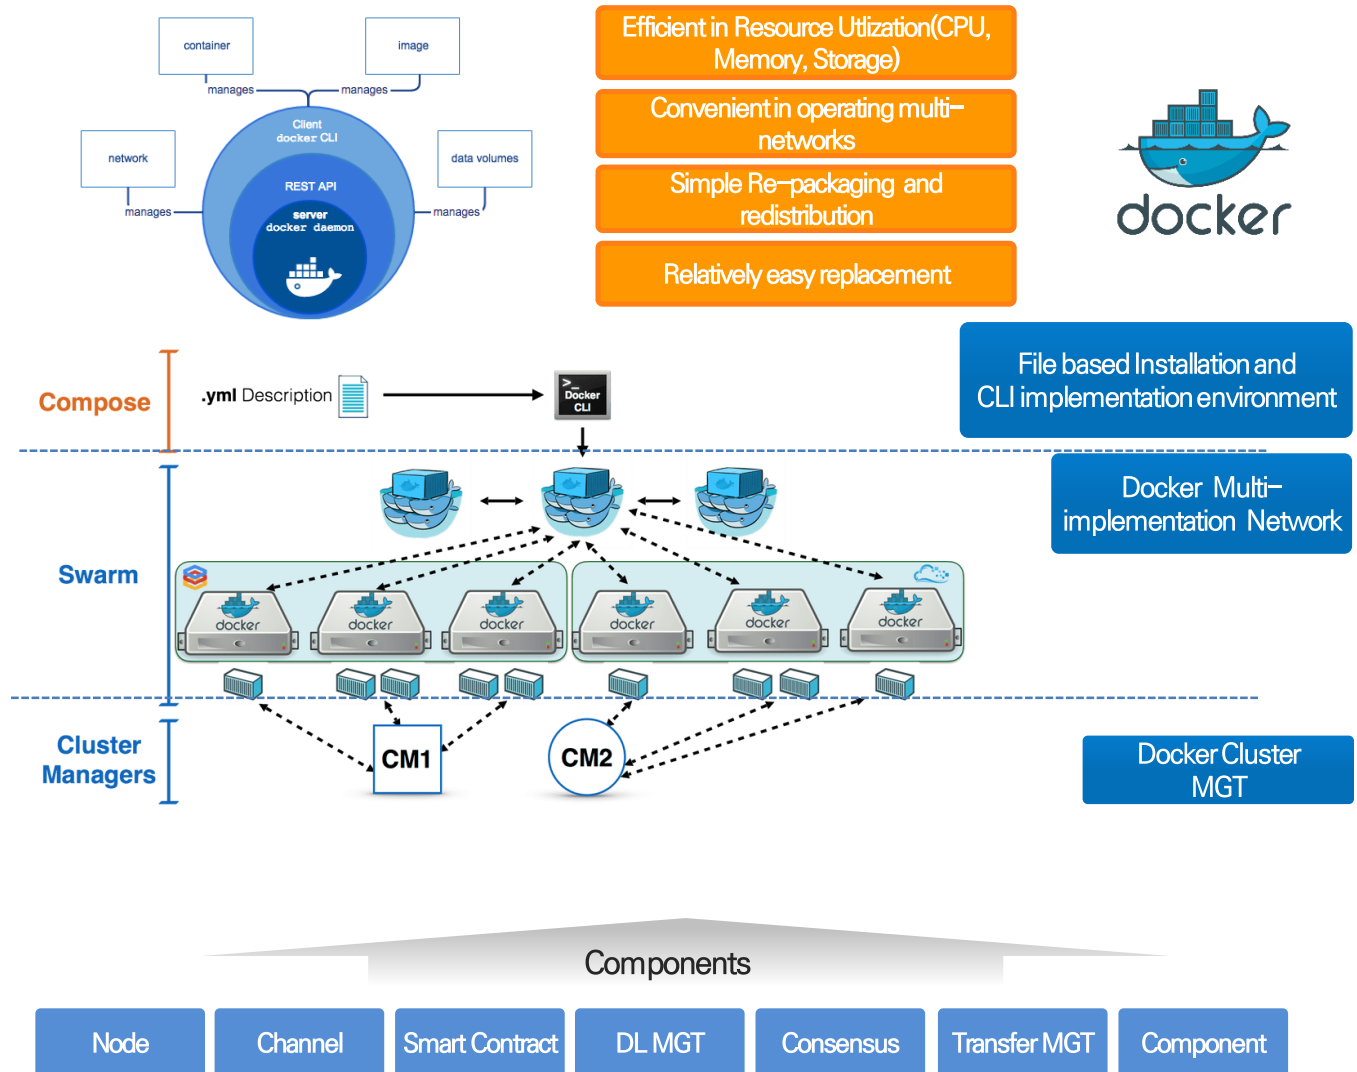 container
image
manages
manages
network
data volumes
manages
manages
Client
docker CLI
REST API
server
docker daemon
Efficient in Resource Utlization(CPU,
Memory, Storage)
Convenient in operating multi-
networks
Simple Re-packaging and
redistribution
Relatively easy replacement
docker
Compose
.yml Description
>_
Docker
CLI
File based Installation and
CLI implementation environment
Swarm
Docker Multi-
implementation Network
docker
docker
docker
docker
docker
docker
Cluster
Managers
CM1
CM2
Docker Cluster
MGT
Components
Node
Channel
Smart Contract
DL MGT
Consensus
Transfer MGT
Component